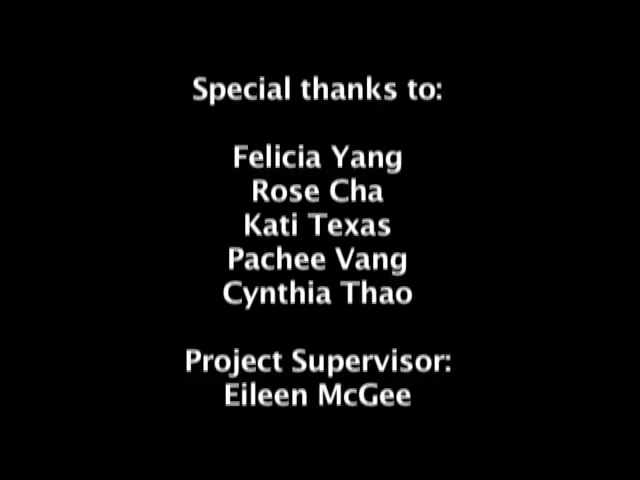 Special thanks to:
Felicia Yang
Rose Cha
Kati Texas
Pachee Vang
Cynthia Thao
Project Supervisor:
Eileen McGee